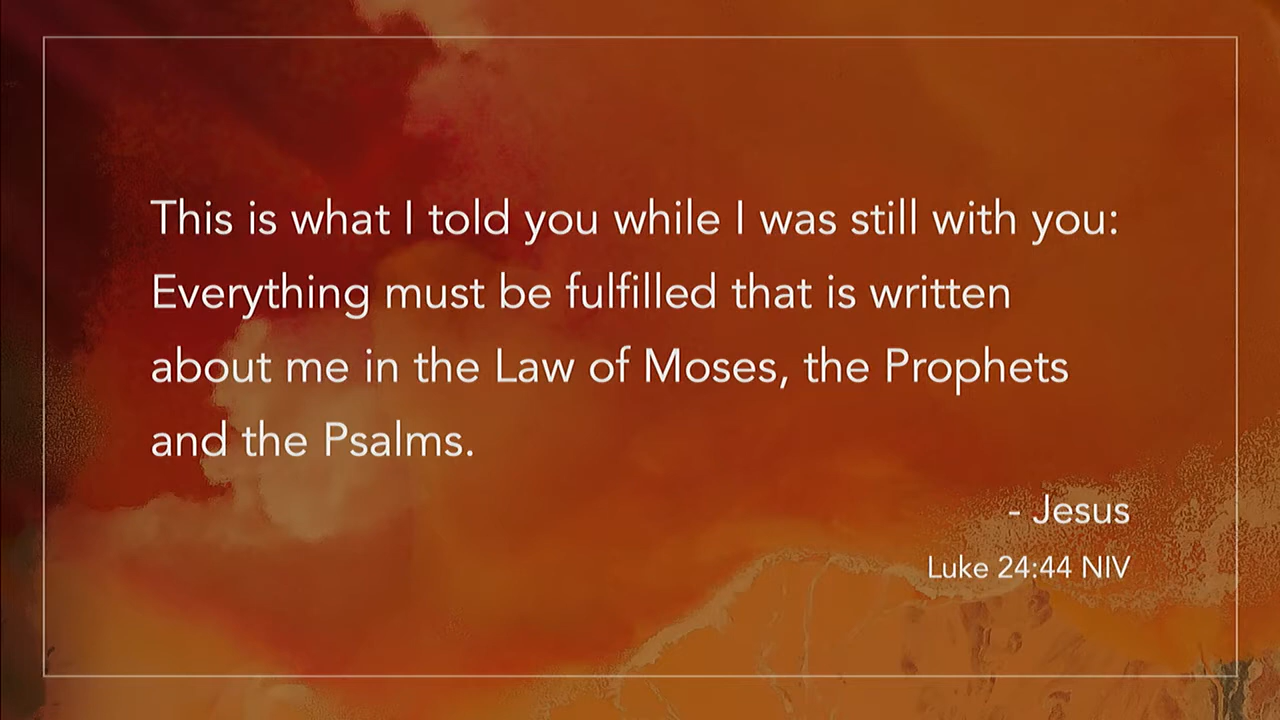 This is what I told you while I was still with you:
Everything must be fulfilled that is written
about me in the Law of Moses, the Prophets
and the Psalms.
- Jesus
Luke 24:44 NIV